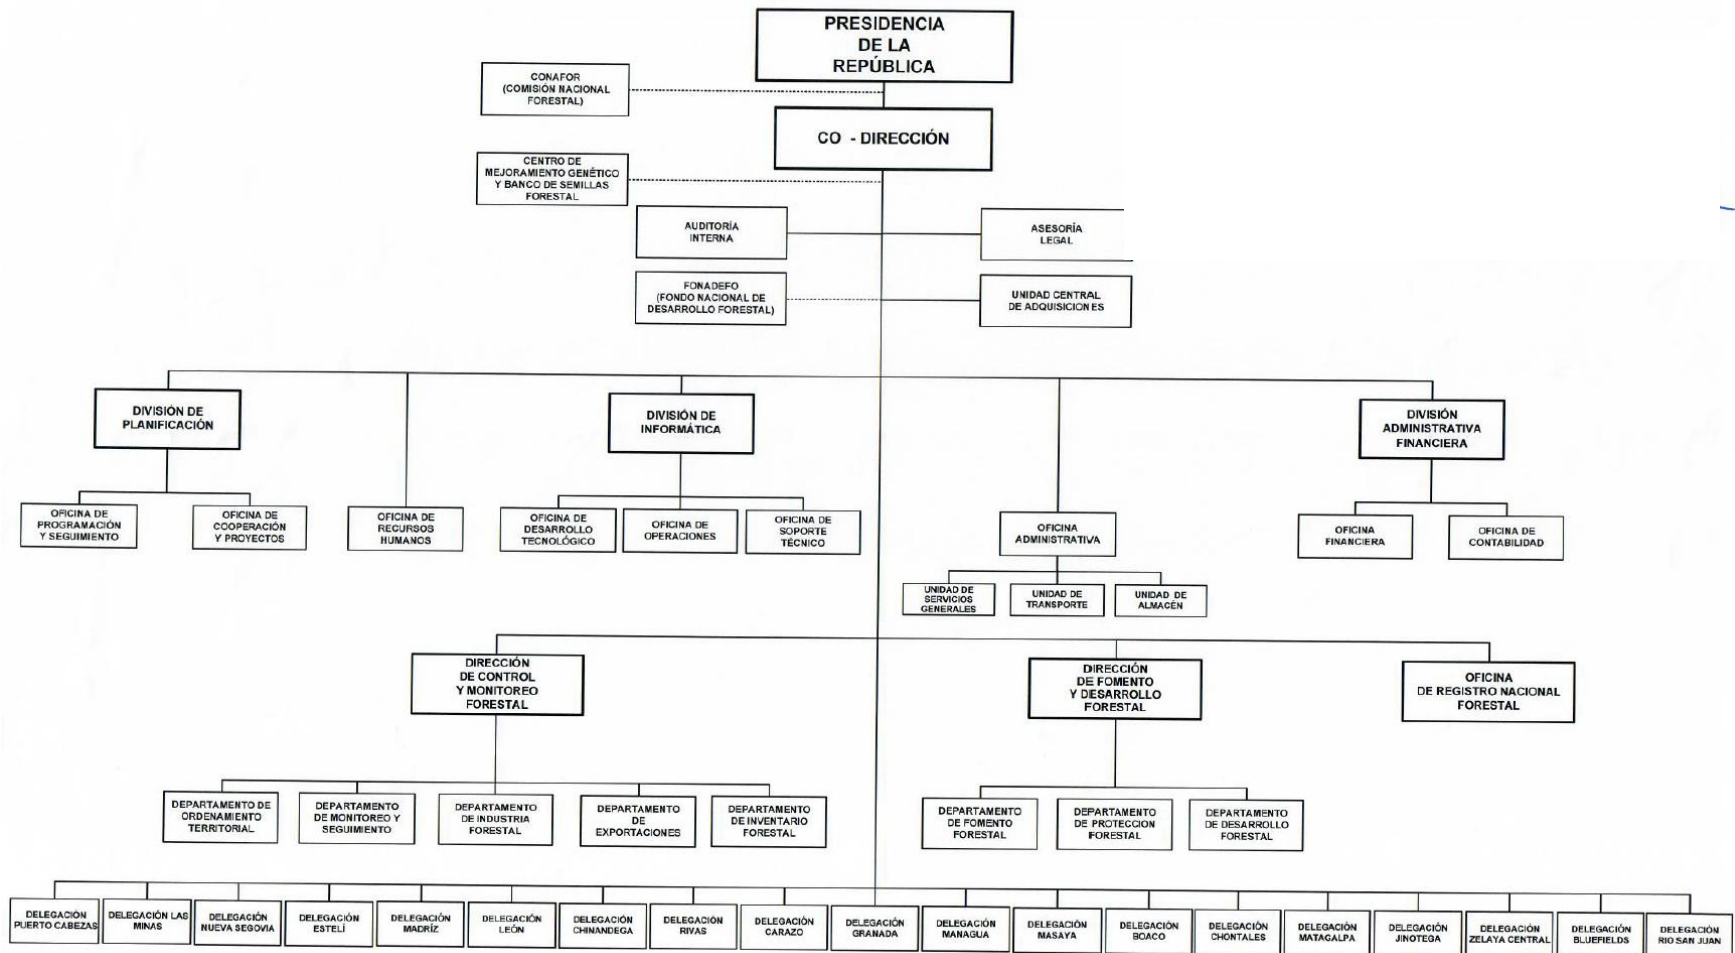 PRESIDENCIA
DE LA
REPÚBLICA
CONAFOR
(COMISIÓN NACIONAL
FORESTAL)
CO - DIRECCIÓN
CENTRO DE
MEJORAMIENTO GENÉTICO
Y BANCO DE SEMILLAS
FORESTAL
AUDITORÍA
INTERNA
ASESORÍA
LEGAL
FONADEFO
(FONDO NACIONAL DE
DESARROLLO FORESTAL)
UNIDAD CENTRAL
DE ADQUISICIONES
DIVISIÓN DE
PLANIFICACIÓN
DIVISIÓN DE
INFORMÁTICA
DIVISIÓN
ADMINISTRATIVA
FINANCIERA
OFICINA DE
PROGRAMACIÓN
Y SEGUIMIENTO
OFICINA DE
COOPERACIÓN
Y PROYECTOS
OFICINA DE
RECURSOS
HUMANOS
OFICINA DE
DESARROLLO
TECNOLÓGICO
OFICINA DE
OPERACIONES
OFICINA DE
SOPORTE
TÉCNICO
OFICINA
ADMINISTRATIVA
OFICINA
FINANCIERA
OFICINA DE
CONTABILIDAD
UNIDAD DE
SERVICIOS
GENERALES
UNIDAD DE
TRANSPORTE
UNIDAD DE
ALMACÉN
DIRECCIÓN
DE CONTROL
Y MONITOREO
FORESTAL
DIRECCIÓN
DE FOMENTO
Y DESARROLLO
FORESTAL
OFICINA
DE REGISTRO NACIONAL
FORESTAL
DEPARTAMENTO DE
ORDENAMIENTO
TERRITORIAL
DEPARTAMENTO
DE MONITOREO Y
SEGUIMIENTO
DEPARTAMENTO
DE INDUSTRIA
FORESTAL
DEPARTAMENTO
DE
EXPORTACIONES
DEPARTAMENTO
DE INVENTARIO
FORESTAL
DEPARTAMENTO
DE FOMENTO
FORESTAL
DEPARTAMENTO
DE PROTECCION
FORESTAL
DEPARTAMENTO
DE DESARROLLO
FORESTAL
DELEGACIÓN
PUERTO CABEZAS
DELEGACIÓN LAS
MINAS
DELEGACIÓN
NUEVA SEGOVIA
DELEGACIÓN
ESTELÍ
DELEGACIÓN
MADRÍZ
DELEGACIÓN
LEÓN
DELEGACIÓN
CHINANDEGA
DELEGACIÓN
RIVAS
DELEGACIÓN
CARAZO
DELEGACIÓN
GRANADA
DELEGACIÓN
MANAGUA
DELEGACIÓN
MASAYA
DELEGACIÓN
BOACO
DELEGACIÓN
CHONTALES
DELEGACIÓN
MATAGALPA
DELEGACIÓN
JINOTEGA
DELEGACIÓN
ZELAYA CENTRAL
DELEGACIÓN
BLUEFIELDS
DELEGACIÓN
RIO SAN JUAN